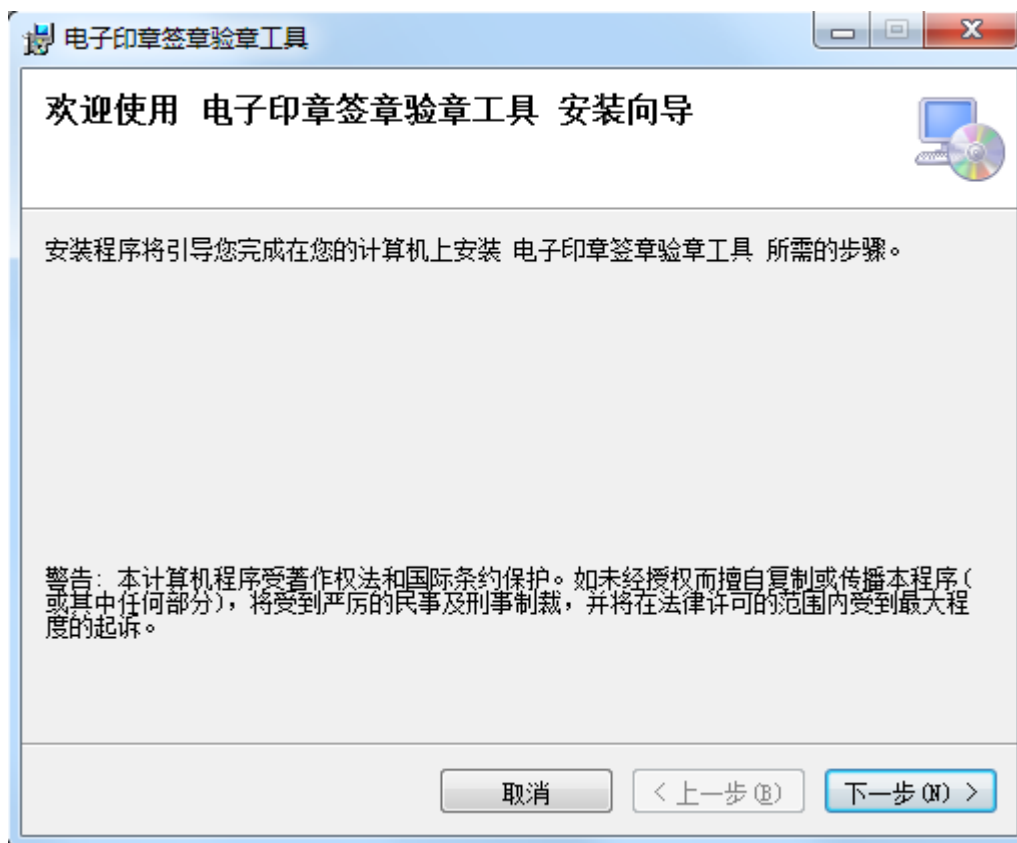 电子印章签章验章工具
欢迎使用 电子印章签章验章工具 安装向导
安装程序将引导您完成在您的计算机上安装 电子印章签章验章工具 所需的步骤。
警告: 本计算机程序受著作权法和国际条约保护。如未经授权而擅自复制或传播本程序(
或其中任何部分)，将受到严厉的民事及刑事制裁，并将在法律许可的范围内受到最大程
度的起诉。
取消 < 上一步(B) 下一步(N) >